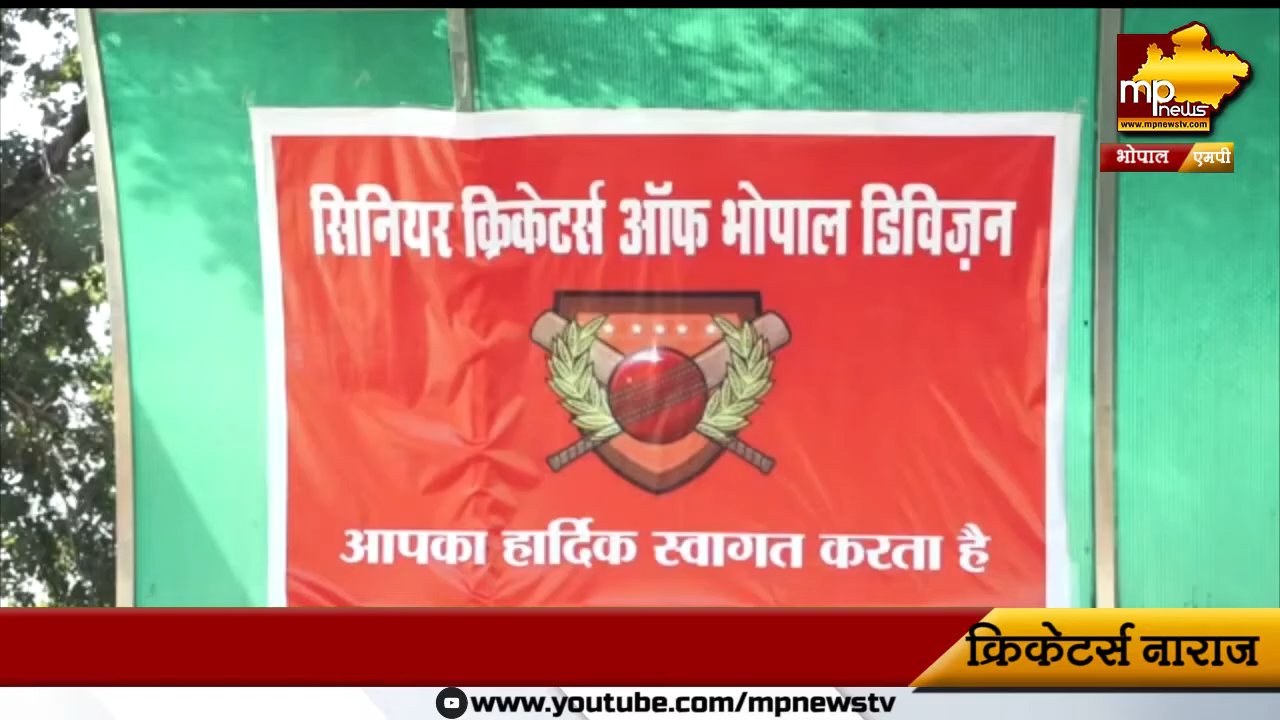 mp
news
www.mpnewstv.com
भोपाल एमपी
सिनियर क्रिकेटर्स ऑफ भोपाल डिविज़न
आपका हार्दिक स्वागत करता है
क्रिकेटर्स नाराज
www.youtube.com/mpnewstv